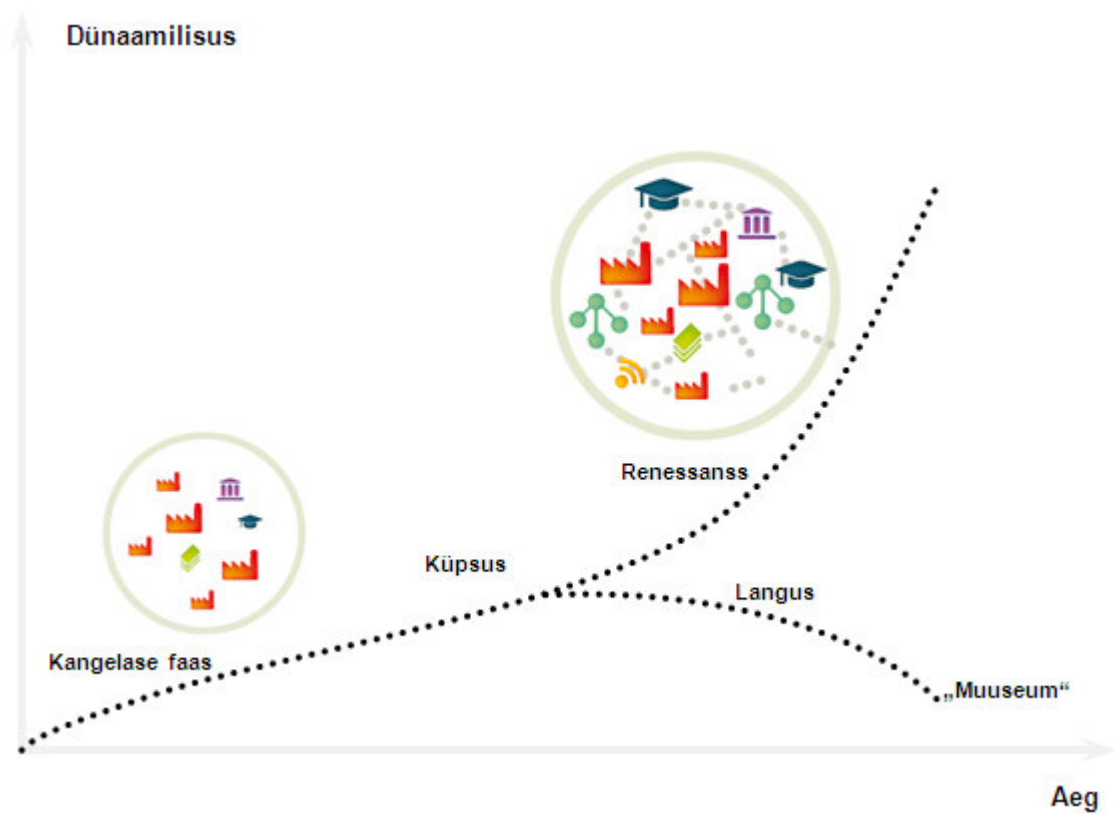 Dünaamilisus
Renessanss
Küpsus
Langus
Kangelase faas
„Muuseum“
Aeg